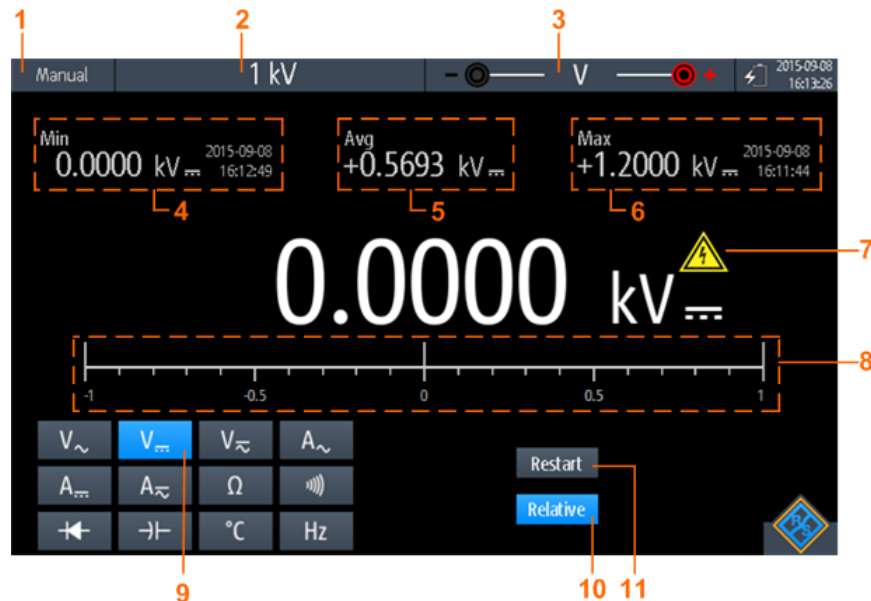 1 2 3
Manual 1 kV - V + 2015-09-08
16:13:26
Min Avg Max
0.0000 kV 2015-09-08 +0.5693 kV +1.2000 kV 2015-09-08
16:12:49 16:11:44
4 5 6
7
0.0000 kV
8
-1 -0.5 0 0.5 1
V~ V⎓ V⏦ A~
Restart
A⎓ A⏦ Ω
Relative
°C Hz
R&S
9 10 11